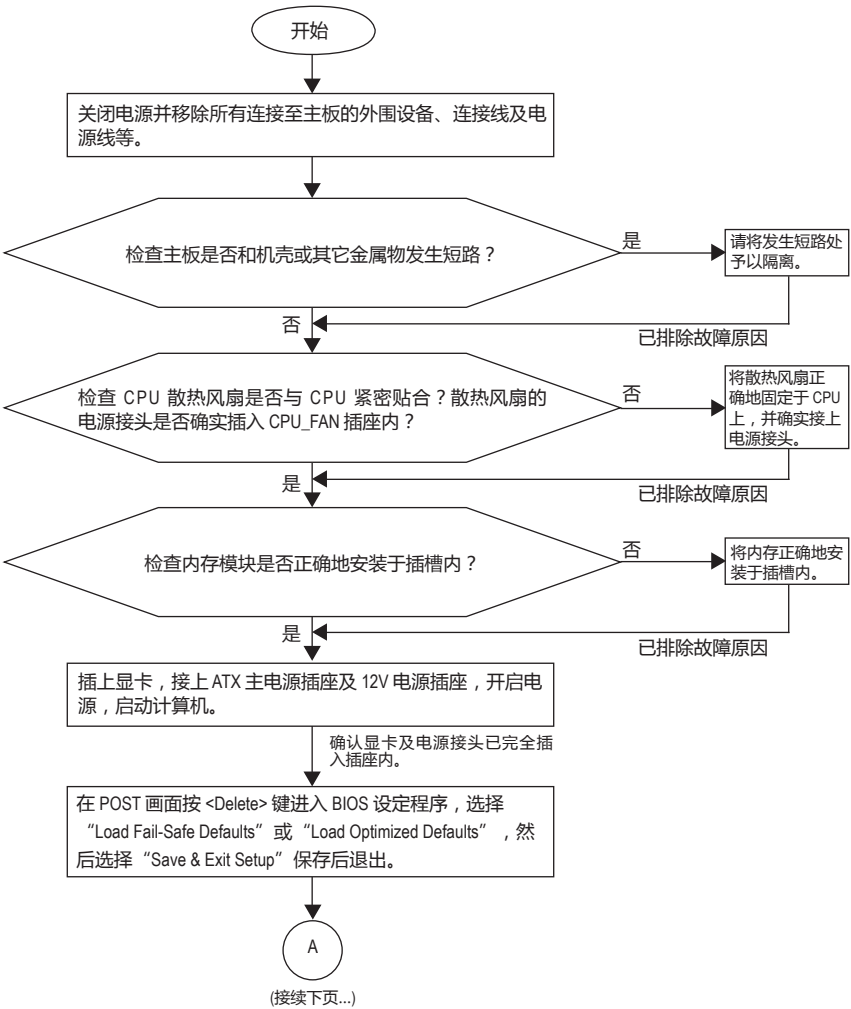 开始
关闭电源并移除所有连接至主板的外围设备、连接线及电
源线等。
检查主板是否和机壳或其它金属物发生短路？
是
请将发生短路处
予以隔离。
否
已排除故障原因
检查 CPU 散热风扇是否与 CPU 紧密贴合？散热风扇的
电源接头是否确实插入 CPU_FAN 插座内？
否
将散热风扇正
确地固定于 CPU
上，并确实接上
电源接头。
是
已排除故障原因
检查内存模块是否正确地安装于插槽内？
否
将内存正确地安
装于插槽内。
是
已排除故障原因
插上显卡，接上 ATX 主电源插座及 12V 电源插座，开启电
源，启动计算机。
确认显卡及电源接头已完全插
入插座内。
在 POST 画面按 <Delete> 键进入 BIOS 设定程序，选择
“Load Fail-Safe Defaults”或“Load Optimized Defaults”，然
后选择“Save & Exit Setup”保存后退出。
A
(接续下页...)